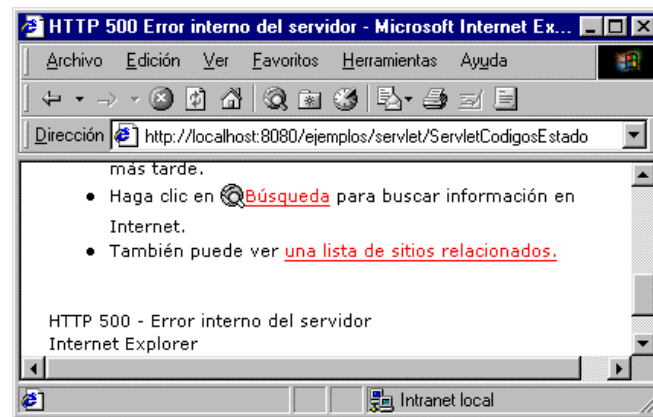 HTTP 500 Error interno del servidor - Microsoft Internet Ex...
Archivo Edición Ver Favoritos Herramientas Ayuda
Dirección http://localhost:8080/ejemplos/servlet/ServletCodigosEstado
más tarde.
• Haga clic en Búsqueda para buscar información en
Internet.
• También puede ver una lista de sitios relacionados.
HTTP 500 - Error interno del servidor
Internet Explorer
Intranet local